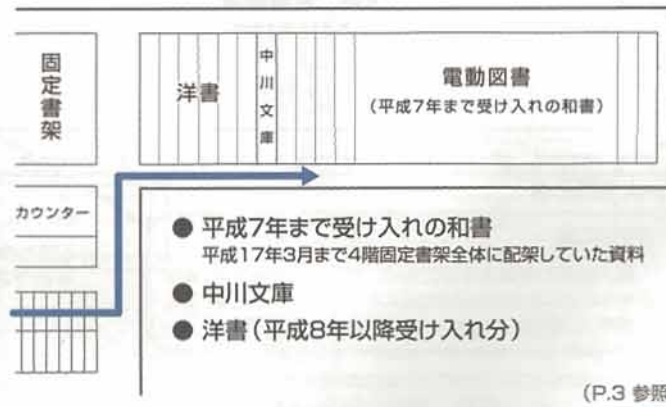 固定書架
洋書
中川文庫
電動図書
(平成7年まで受け入れの和書)
カウンター
● 平成7年まで受け入れの和書
平成17年3月まで4階固定書架全体に配架していた資料
● 中川文庫
● 洋書(平成8年以降受け入れ分)
(P.3 参照